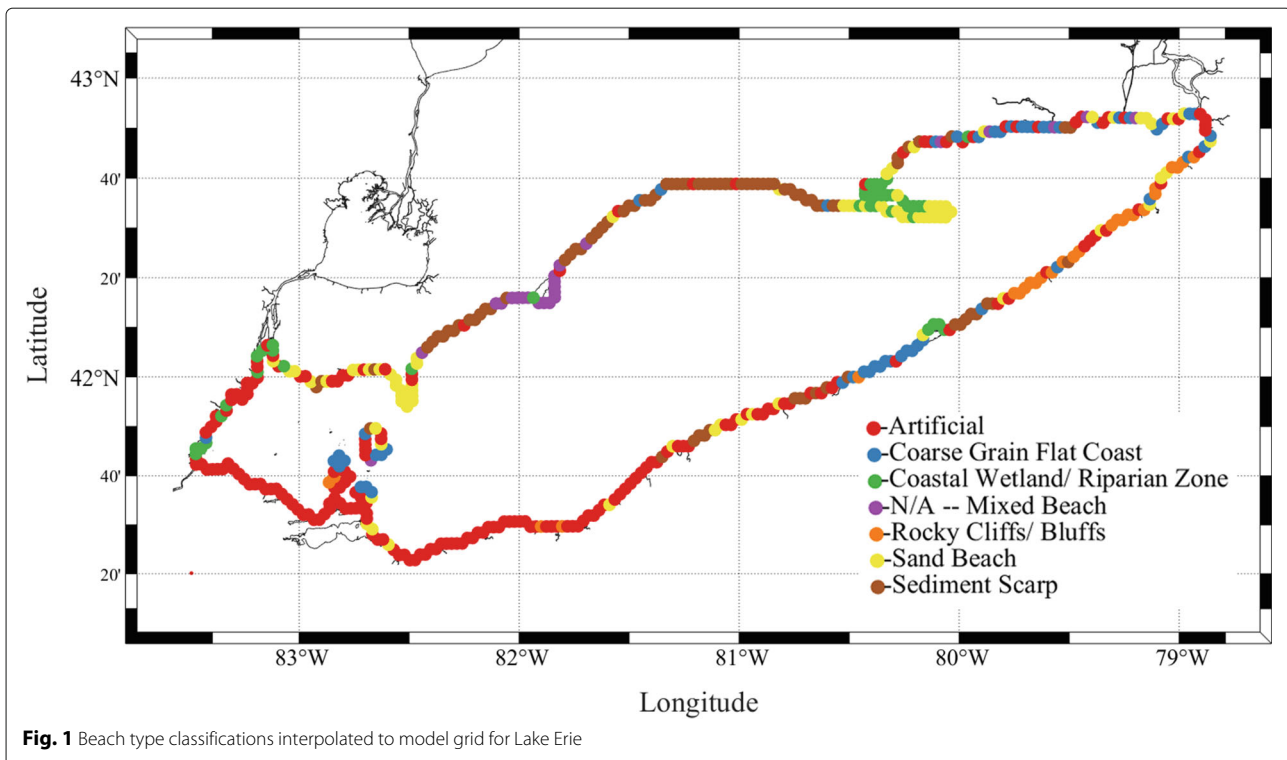 43°N
40'
20'
42°N
40'
20'
Latitude
83°W
82°W
81°W
80°W
79°W
Longitude
-Artificial
-Coarse Grain Flat Coast
-Coastal Wetland/ Riparian Zone
-N/A -- Mixed Beach
-Rocky Cliffs/ Bluffs
-Sand Beach
-Sediment Scarp
Fig. 1 Beach type classifications interpolated to model grid for Lake Erie